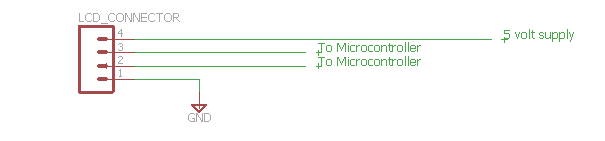 LCD_CONNECTOR
4
5 volt supply
3
To Microcontroller
2
To Microcontroller
1
GND